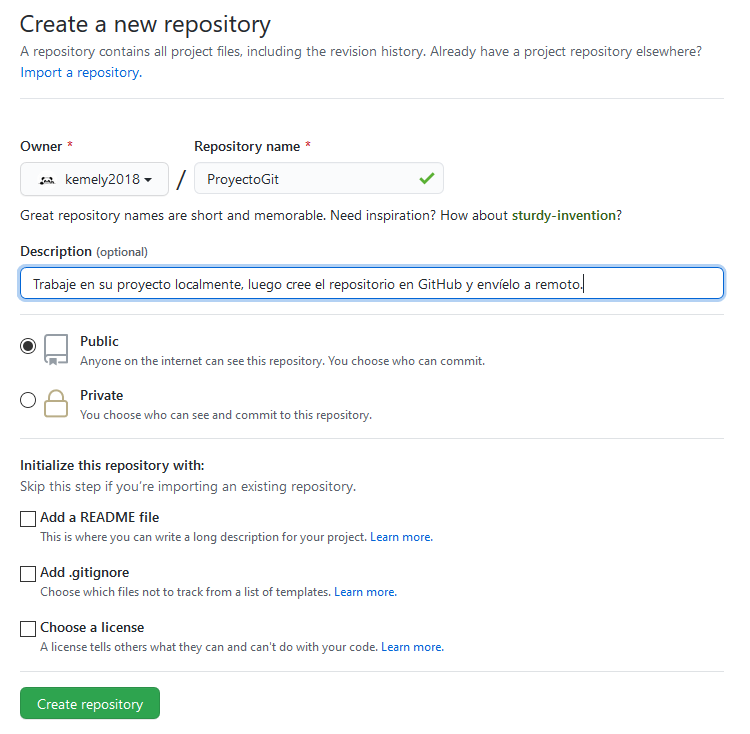 Create a new repository
A repository contains all project files, including the revision history. Already have a project repository elsewhere?
Import a repository.
Owner * Repository name *
kemely2018 / ProyectoGit
Great repository names are short and memorable. Need inspiration? How about sturdy-invention?
Description (optional)
Trabaje en su proyecto localmente, luego cree el repositorio en GitHub y envíelo a remoto.
Public
Anyone on the internet can see this repository. You choose who can commit.
Private
You choose who can see and commit to this repository.
Initialize this repository with:
Skip this step if you're importing an existing repository.
Add a README file
This is where you can write a long description for your project. Learn more.
Add .gitignore
Choose which files not to track from a list of templates. Learn more.
Choose a license
A license tells others what they can and can't do with your code. Learn more.
Create repository